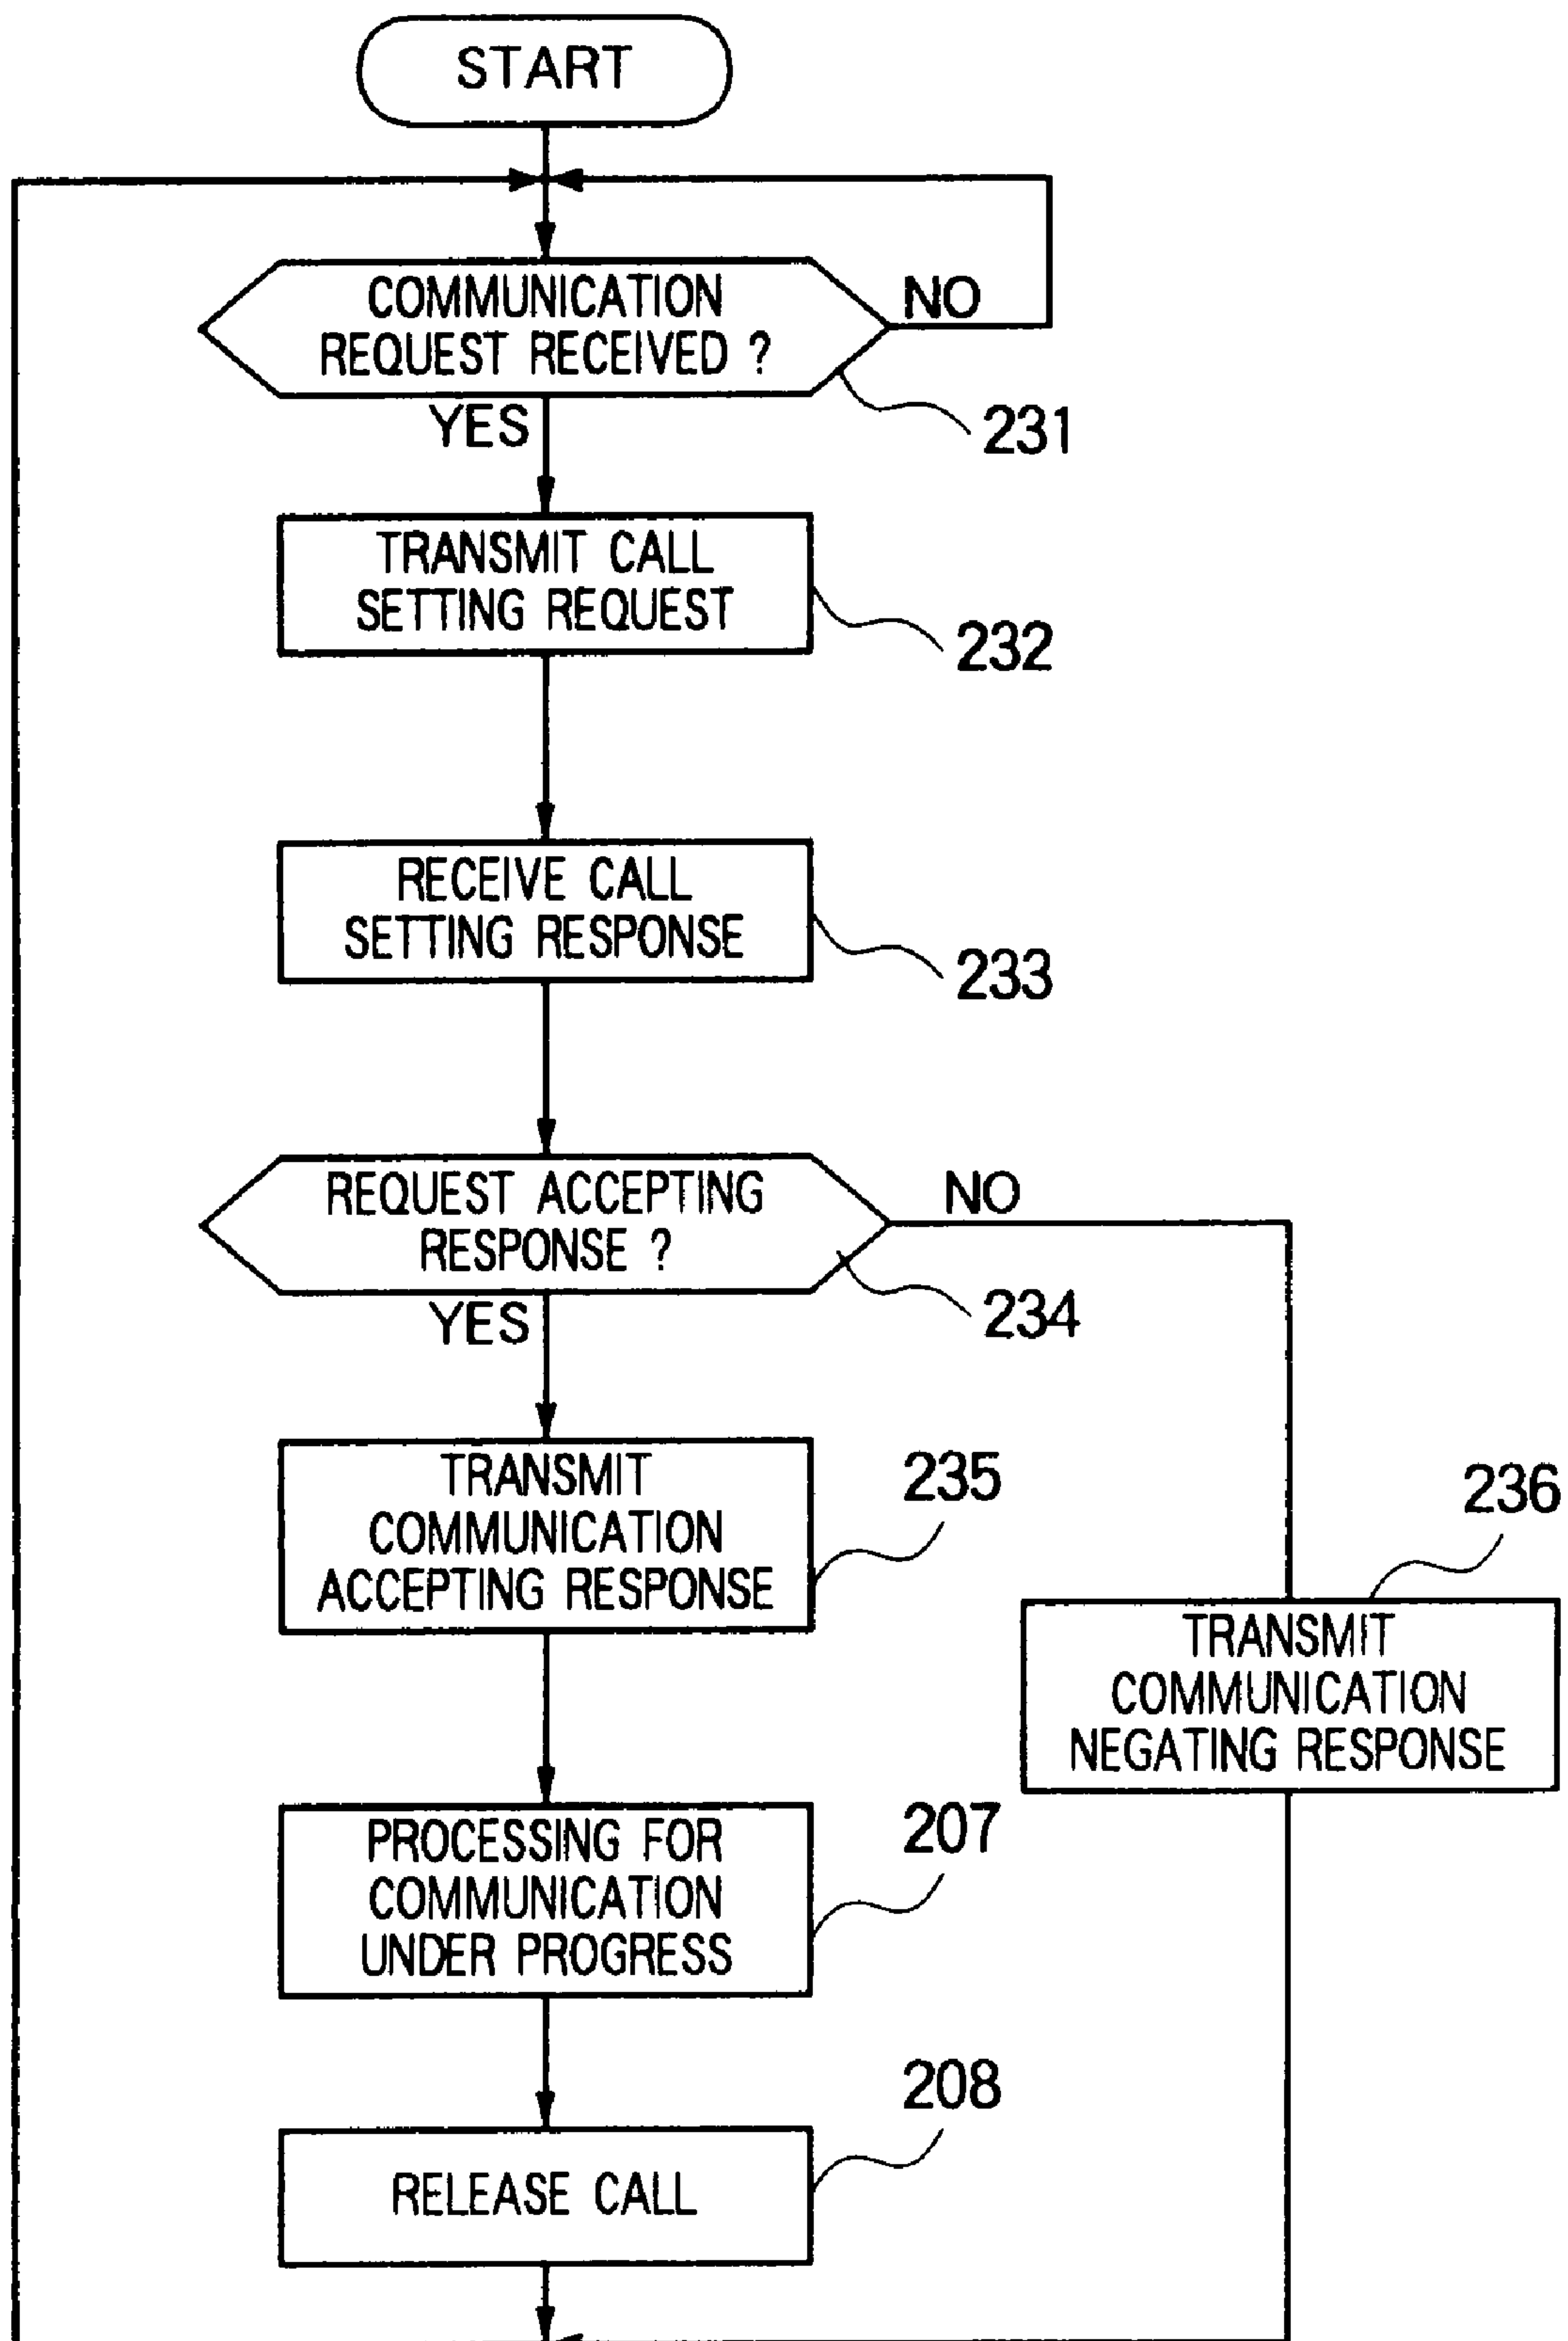 START
COMMUNICATION
REQUEST RECEIVED ?
NO
YES
231
TRANSMIT CALL
SETTING REQUEST
232
RECEIVE CALL
SETTING RESPONSE
233
REQUEST ACCEPTING
RESPONSE ?
NO
YES
234
TRANSMIT
COMMUNICATION
ACCEPTING RESPONSE
235
236
TRANSMIT
COMMUNICATION
NEGATING RESPONSE
PROCESSING FOR
COMMUNICATION
UNDER PROGRESS
207
RELEASE CALL
208